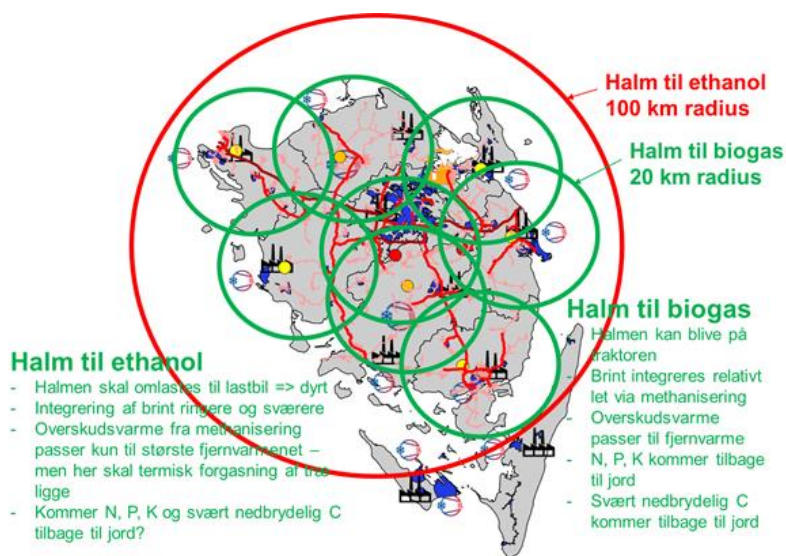 Halm til ethanol
100 km radius
Halm til biogas
20 km radius
Halm til ethanol
- Halmen skal omlastes til lastbil => dyrt
- Integrering af brint ringere og sværere
- Overskudsvarme fra methanisering
passer kun til største fjernvarmenet –
men her skal termisk forgasning af træ
ligge
- Kommer N, P, K og svært nedbrydelig C
tilbage til jord?
Halm til biogas
- Halmen kan blive på
traktoren
- Brint integreres relativt
let via methanisering
- Overskudsvarme
passer til fjernvarme
- N, P, K kommer tilbage
til jord
- Svært nedbrydelig C
kommer tilbage til jord